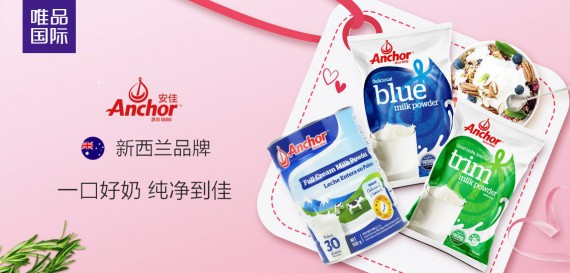 唯品
国际
安佳
Anchor
新西兰品牌
一口好奶 纯净到佳
Anchor
Delicious!
blue
milk powder
Anchor
Full Cream Milk Powder
Leche Entera en Polvo
30
Anchor
trim
milk powder